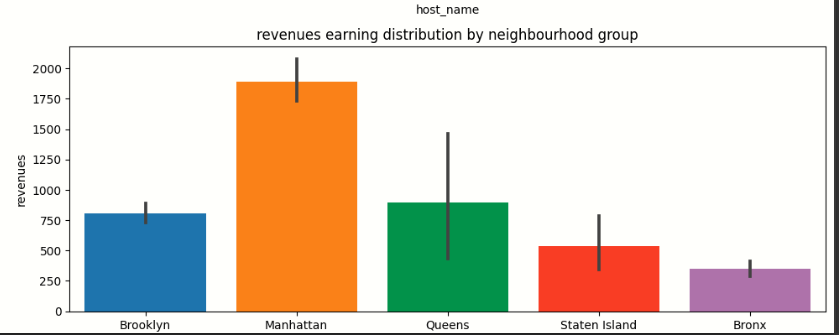 host_name
revenues earning distribution by neighbourhood group
revenues
2000
1750
1500
1250
1000
750
500
250
0
Brooklyn Manhattan Queens Staten Island Bronx